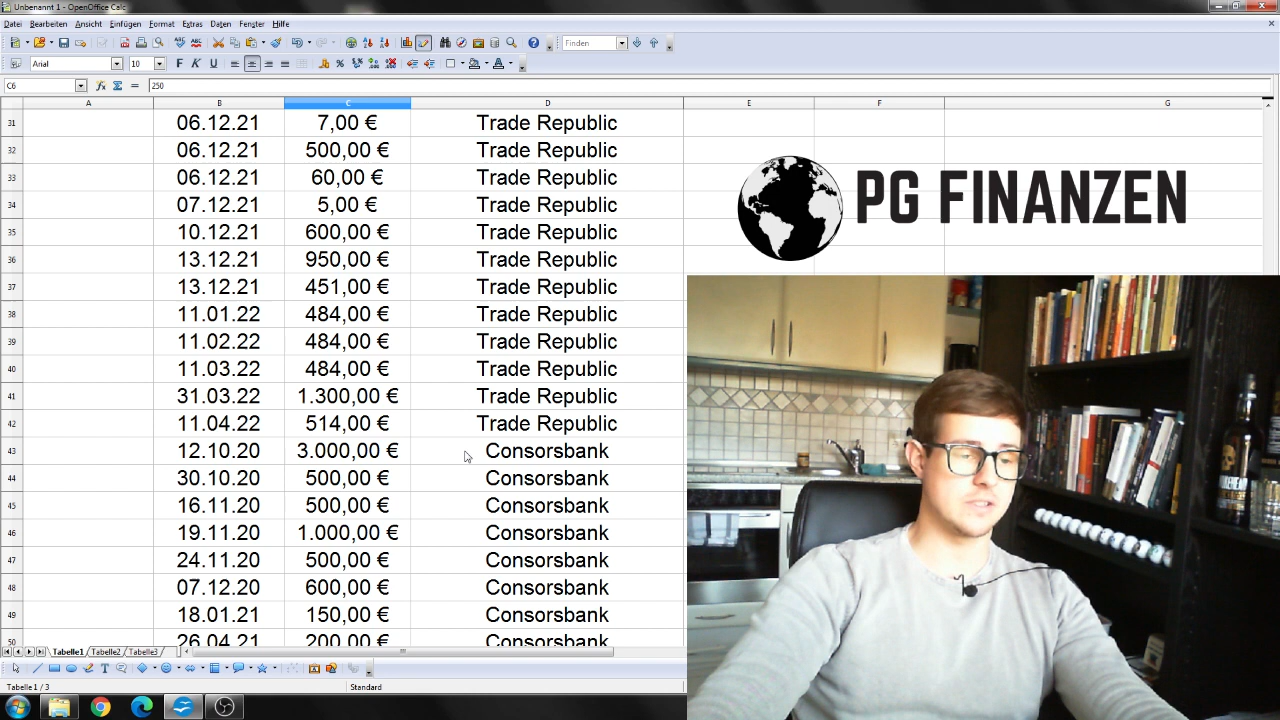 Unbenannt 1 - OpenOffice Calc
Datei Bearbeiten Ansicht Einfügen Format Extras Daten Fenster Hilfe
Finden
Arial 10
C6 250
A B C D E F G
31 06.12.21 7,00 € Trade Republic
32 06.12.21 500,00 € Trade Republic
33 06.12.21 60,00 € Trade Republic
34 07.12.21 5,00 € Trade Republic
35 10.12.21 600,00 € Trade Republic
36 13.12.21 950,00 € Trade Republic
37 13.12.21 451,00 € Trade Republic
38 11.01.22 484,00 € Trade Republic
39 11.02.22 484,00 € Trade Republic
40 11.03.22 484,00 € Trade Republic
41 31.03.22 1.300,00 € Trade Republic
42 11.04.22 514,00 € Trade Republic
43 12.10.20 3.000,00 € Consorsbank
44 30.10.20 500,00 € Consorsbank
45 16.11.20 500,00 € Consorsbank
46 19.11.20 1.000,00 € Consorsbank
47 24.11.20 500,00 € Consorsbank
48 07.12.20 600,00 € Consorsbank
49 18.01.21 150,00 € Consorsbank
50 26.04.21 200,00 € Consorsbank
PG FINANZEN
Tabelle1 Tabelle2 Tabelle3
Tabelle 1 / 3 Standard